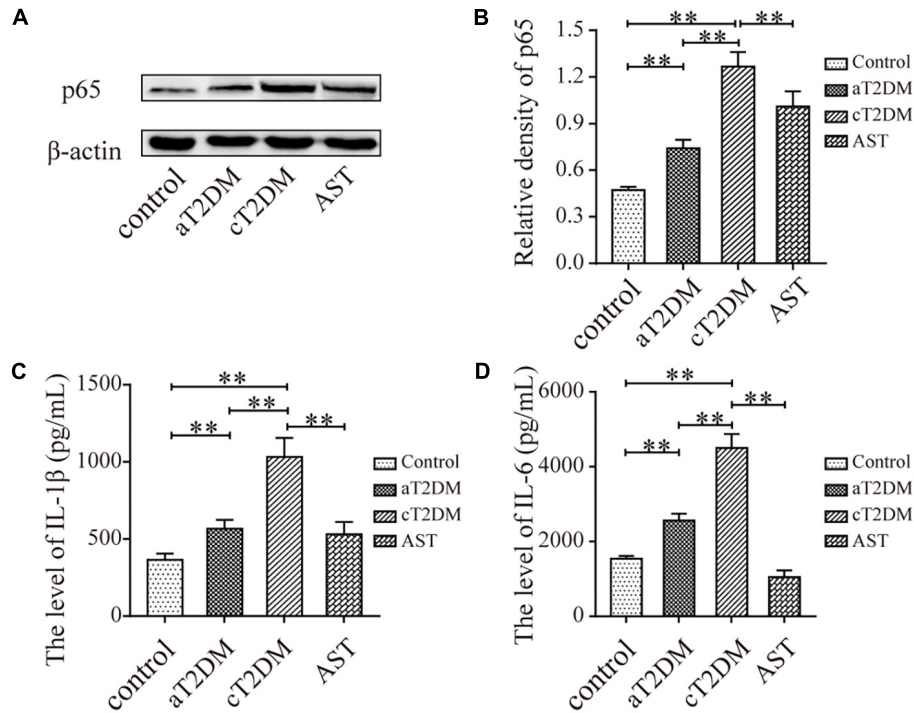 A
p65
β-actin
control
aT2DM
cT2DM
AST
B
Relative density of p65
1.5
1.2
0.9
0.6
0.3
0.0
**
**
**
**
control
aT2DM
cT2DM
AST
Control
aT2DM
cT2DM
AST
C
The level of IL-1β (pg/mL)
1500
1000
500
0
**
**
**
**
control
aT2DM
cT2DM
AST
Control
aT2DM
cT2DM
AST
D
The level of IL-6 (pg/mL)
6000
4000
2000
0
**
**
**
**
control
aT2DM
cT2DM
AST
Control
aT2DM
cT2DM
AST